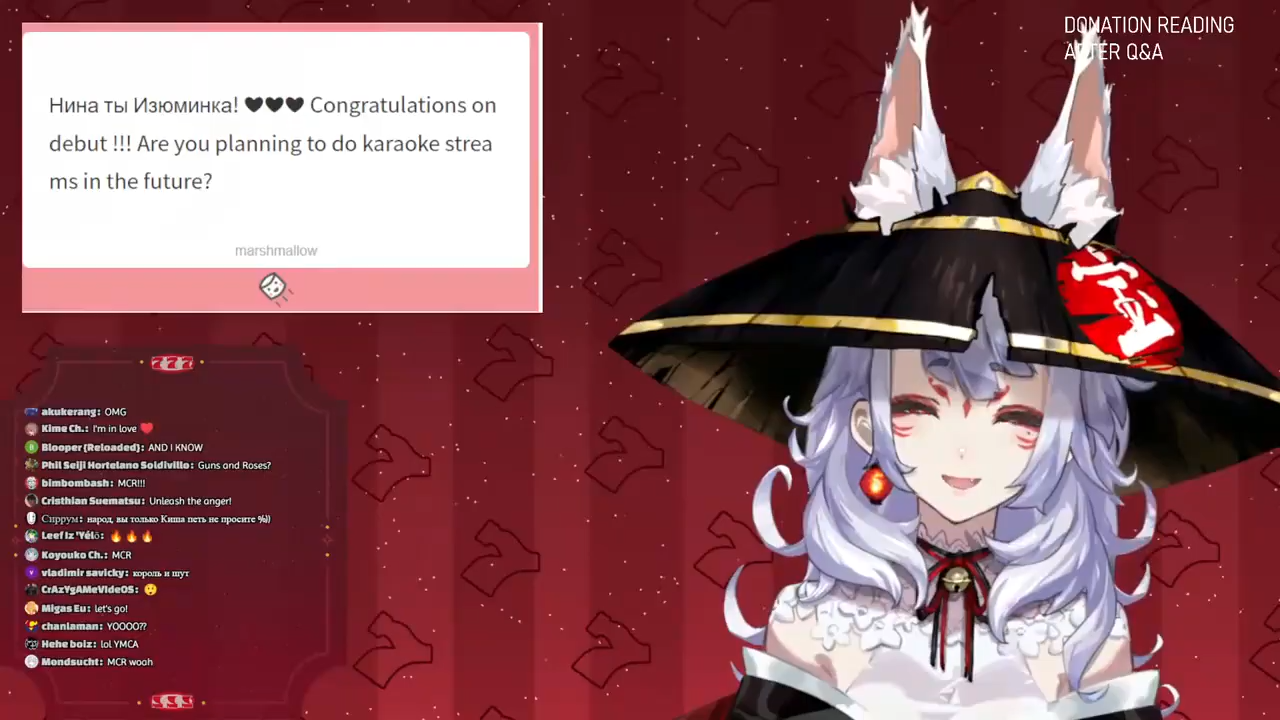 DONATION READING
AFTER Q&A
Нина ты Изюминка! ♥♥♥ Congratulations on
debut !!! Are you planning to do karaoke strea
ms in the future?
marshmallow
宝
777
akukerang: OMG
Kime Ch.: I'm in love ❤
Blooper [Reloaded]: AND I KNOW
Phil Seiji Hortelano Soldivillo: Guns and Roses?
bimbombash: MCR!!!
Cristhian Suematsu: Unleash the anger!
Сиррум: народ, вы только Киша петь не просите %))
Leef Iz 'Yélò: 🔥🔥🔥
Koyouko Ch.: MCR
vladimir savicky: король и шут
CrAzYgAMeVIdeOS: 😲
Migas Eu: let's go!
chanlaman: YOOOO??
Hehe boiz: lol YMCA
Mondsucht: MCR wooh